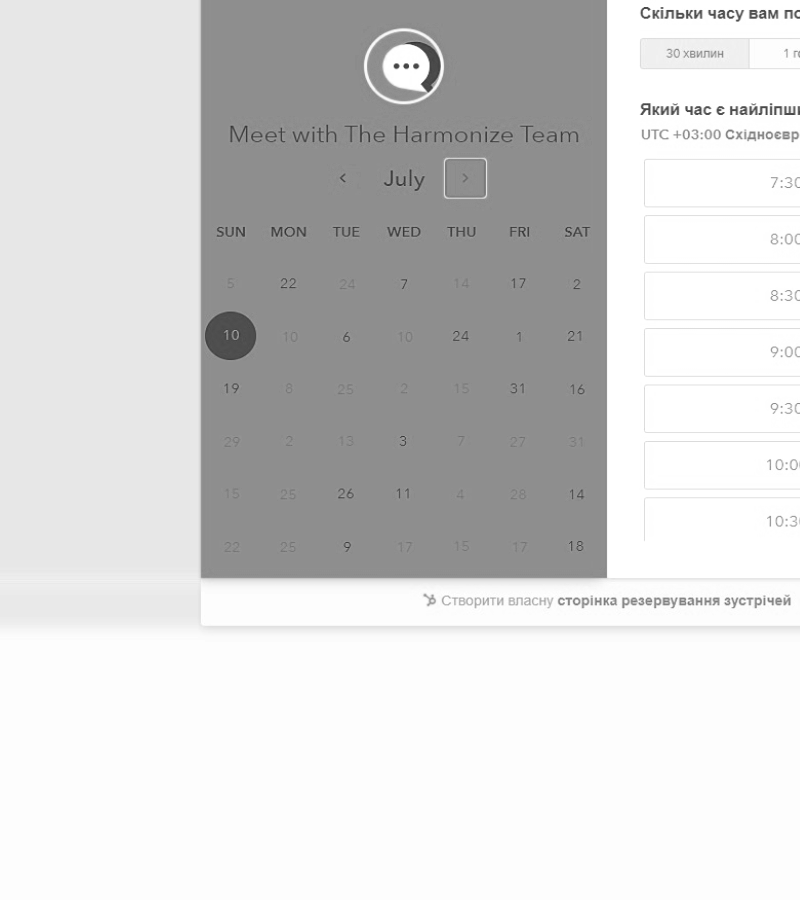 Meet with The Harmonize Team
July
SUN MON TUE WED THU FRI SAT
5 22 24 7 14 17 2
10 10 6 10 24 1 21
19 8 25 2 15 31 16
29 2 13 3 7 27 31
15 25 26 11 4 28 14
22 25 9 17 15 17 18
Скільки часу вам по
30 хвилин 1 го
Який час є найліпши
UTC +03:00 Східноєвр
7:30
8:00
8:30
9:00
9:30
10:00
10:30
Створити власну сторінка резервування зустрічей